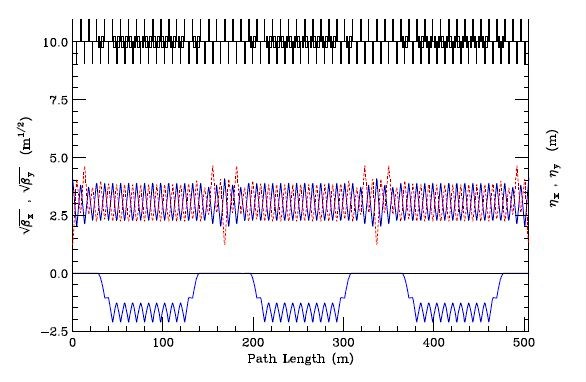 10.0
7.5
5.0
2.5
0.0
−2.5
√βx , √βy (m1/2)
ηx , ηy (m)
0 100 200 300 400 500
Path Length (m)